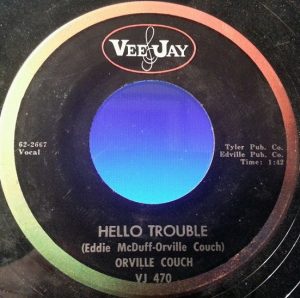 VEE JAY
62-2667
Vocal
Tyler Pub. Co.
Edville Pub. Co.
Time: 1:42
HELLO TROUBLE
(Eddie McDuff-Orville Couch)
ORVILLE COUCH
VJ 470